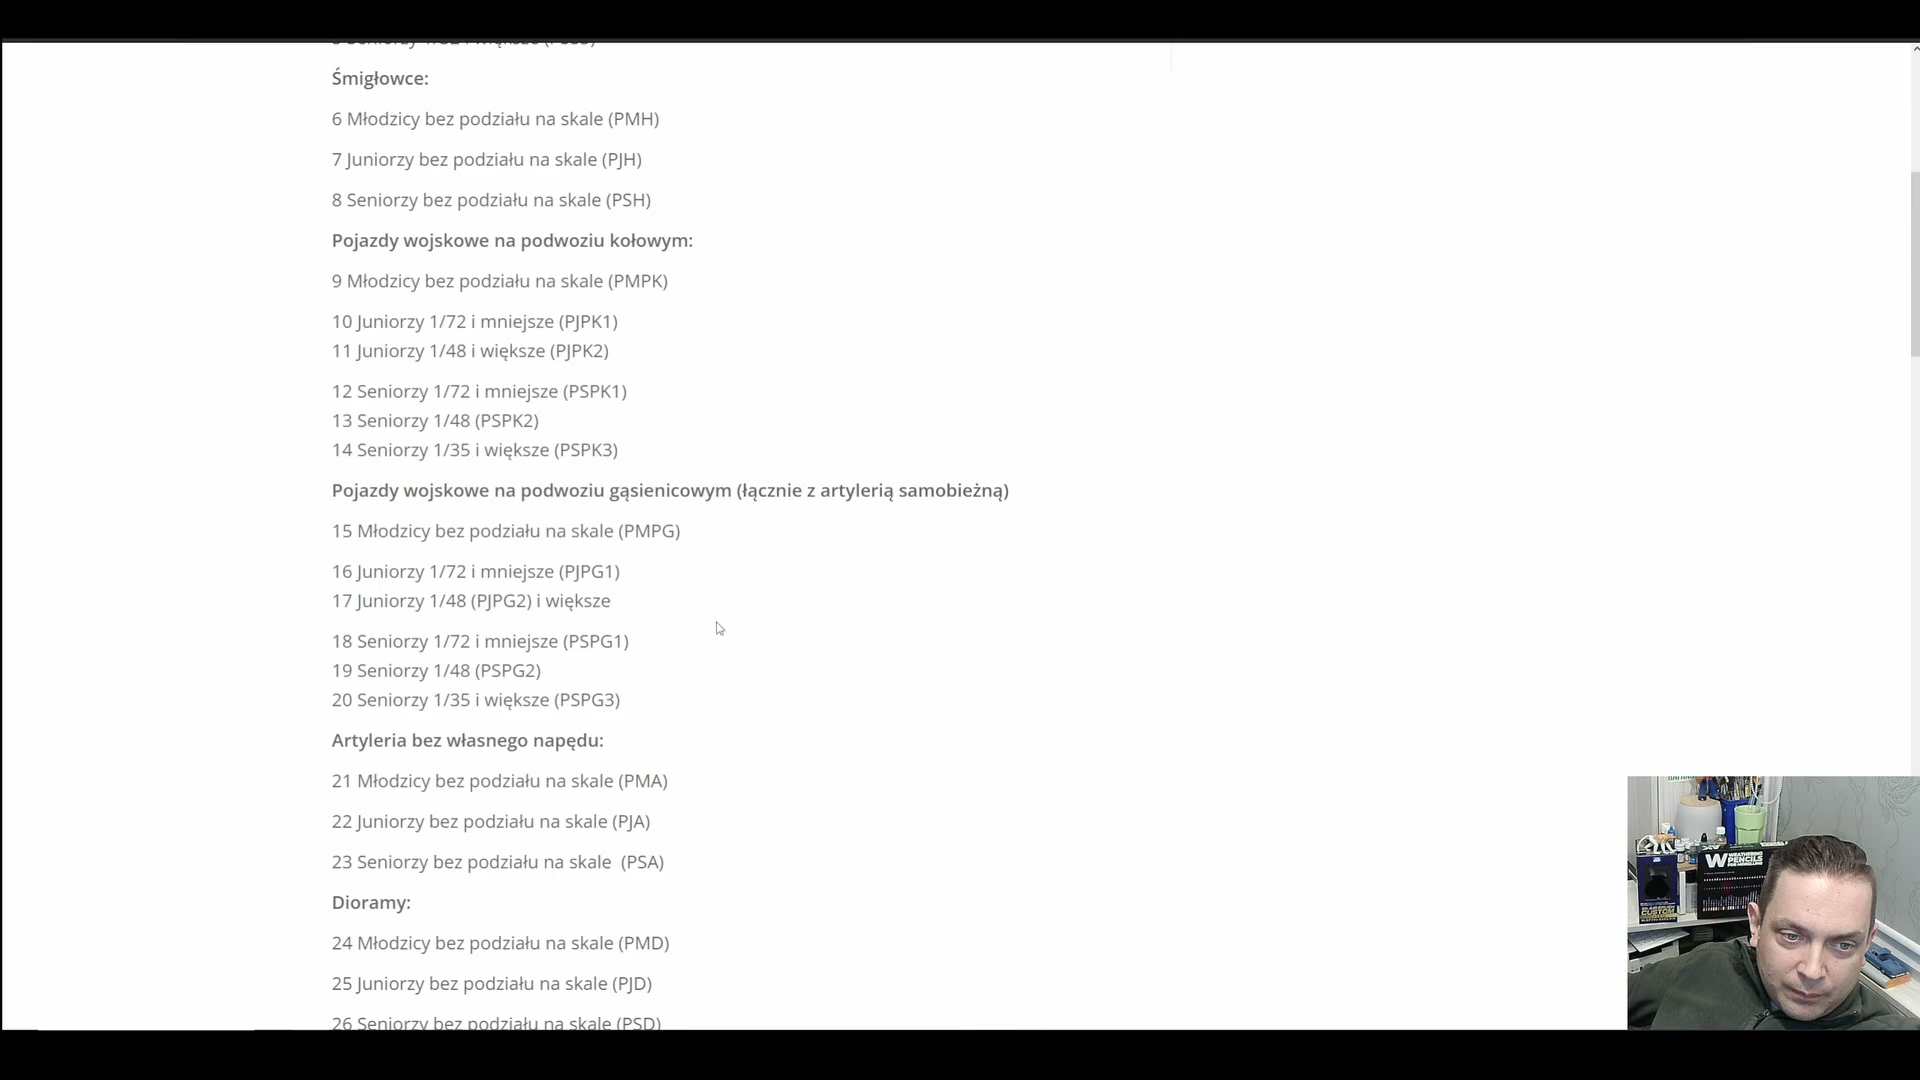 Śmigłowce:
6 Młodzicy bez podziału na skale (PMH)
7 Juniorzy bez podziału na skale (PJH)
8 Seniorzy bez podziału na skale (PSH)
Pojazdy wojskowe na podwoziu kołowym:
9 Młodzicy bez podziału na skale (PMPK)
10 Juniorzy 1/72 i mniejsze (PJPK1)
11 Juniorzy 1/48 i większe (PJPK2)
12 Seniorzy 1/72 i mniejsze (PSPK1)
13 Seniorzy 1/48 (PSPK2)
14 Seniorzy 1/35 i większe (PSPK3)
Pojazdy wojskowe na podwoziu gąsienicowym (łącznie z artylerią samobieżną)
15 Młodzicy bez podziału na skale (PMPG)
16 Juniorzy 1/72 i mniejsze (PJPG1)
17 Juniorzy 1/48 (PJPG2) i większe
18 Seniorzy 1/72 i mniejsze (PSPG1)
19 Seniorzy 1/48 (PSPG2)
20 Seniorzy 1/35 i większe (PSPG3)
Artyleria bez własnego napędu:
21 Młodzicy bez podziału na skale (PMA)
22 Juniorzy bez podziału na skale (PJA)
23 Seniorzy bez podziału na skale  (PSA)
Dioramy:
24 Młodzicy bez podziału na skale (PMD)
25 Juniorzy bez podziału na skale (PJD)
26 Seniorzy bez podziału na skale (PSD)
WEATHERING
PENCILS
CUSTOM